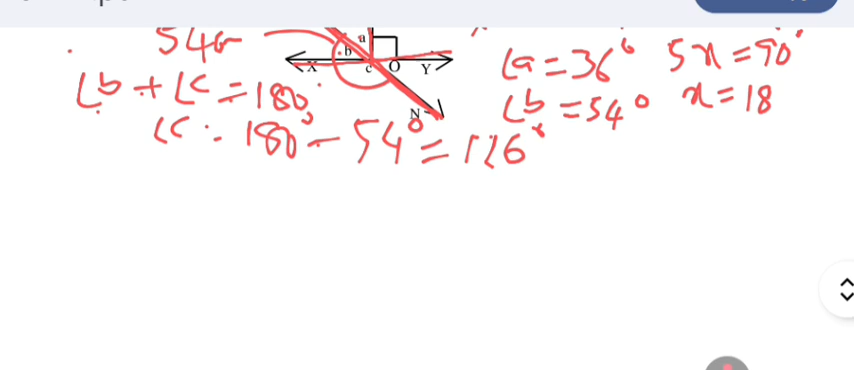 54°
a
b
X
c
O
Y
N
∠a = 36° 5x = 90°
∠b + ∠c = 180°
∠b = 54° x = 18
∠c = 180° - 54° = 126°